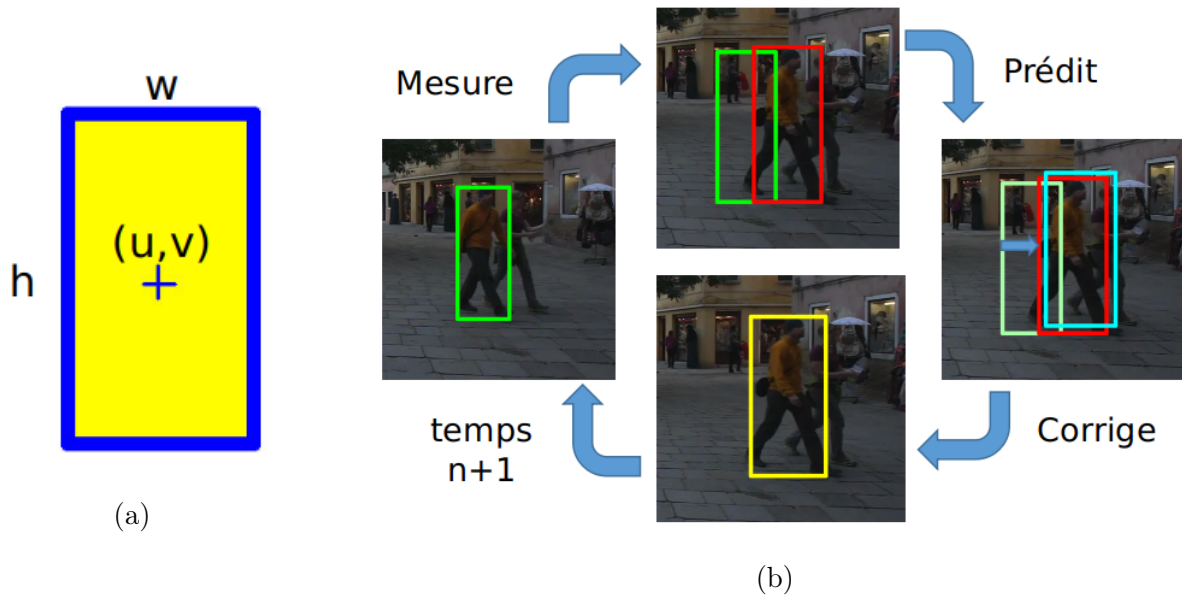 w
(u,v)
h
(a)
Mesure
Prédit
Corrige
temps
n+1
(b)